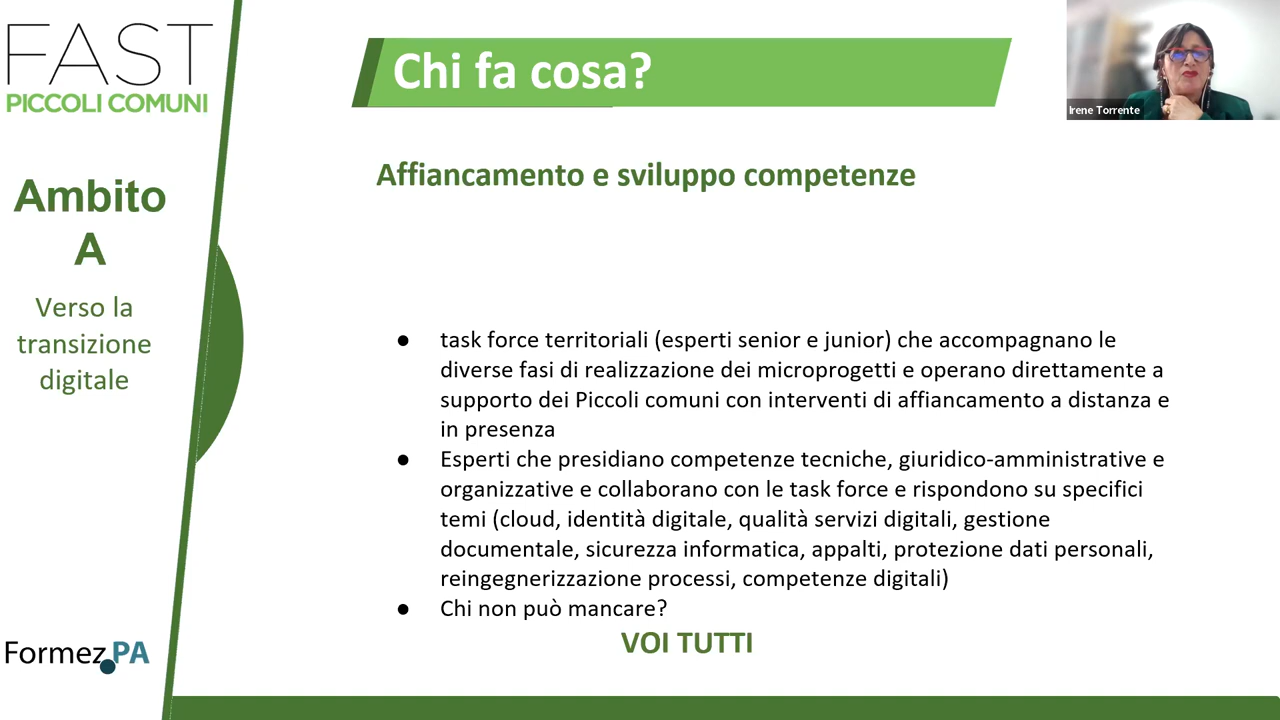 FAST
PICCOLI COMUNI
Chi fa cosa?
Irene Torrente
Ambito
A
Verso la
transizione
digitale
Affiancamento e sviluppo competenze
● task force territoriali (esperti senior e junior) che accompagnano le
diverse fasi di realizzazione dei microprogetti e operano direttamente a
supporto dei Piccoli comuni con interventi di affiancamento a distanza e
in presenza
● Esperti che presidiano competenze tecniche, giuridico-amministrative e
organizzative e collaborano con le task force e rispondono su specifici
temi (cloud, identità digitale, qualità servizi digitali, gestione
documentale, sicurezza informatica, appalti, protezione dati personali,
reingegnerizzazione processi, competenze digitali)
● Chi non può mancare?
VOI TUTTI
Formez PA